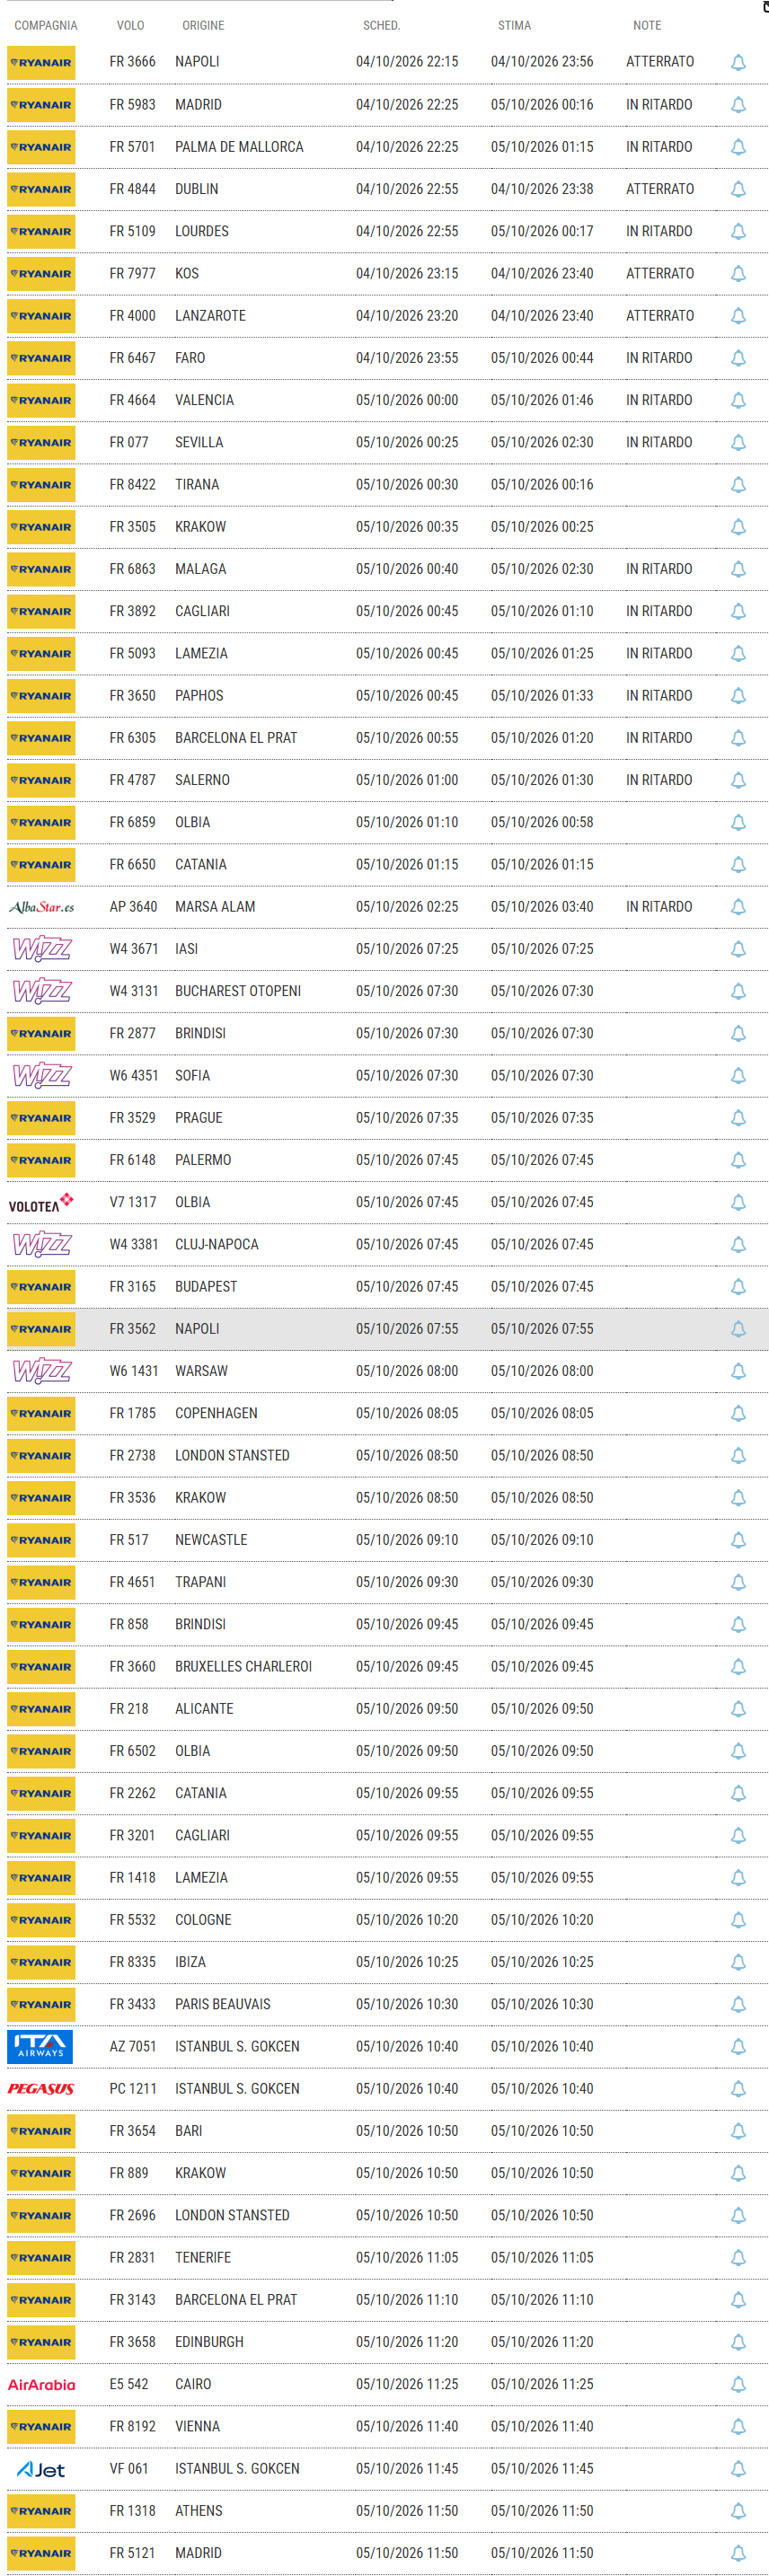 COMPAGNIA VOLO ORIGINE SCHED. STIMA NOTE
RYANAIR FR 3666 NAPOLI 04/10/2026 22:15 04/10/2026 23:56 ATTERRATO
RYANAIR FR 5983 MADRID 04/10/2026 22:25 05/10/2026 00:16 IN RITARDO
RYANAIR FR 5701 PALMA DE MALLORCA 04/10/2026 22:25 05/10/2026 01:15 IN RITARDO
RYANAIR FR 4844 DUBLIN 04/10/2026 22:55 04/10/2026 23:38 ATTERRATO
RYANAIR FR 5109 LOURDES 04/10/2026 22:55 05/10/2026 00:17 IN RITARDO
RYANAIR FR 7977 KOS 04/10/2026 23:15 04/10/2026 23:40 ATTERRATO
RYANAIR FR 4000 LANZAROTE 04/10/2026 23:20 04/10/2026 23:40 ATTERRATO
RYANAIR FR 6467 FARO 04/10/2026 23:55 05/10/2026 00:44 IN RITARDO
RYANAIR FR 4664 VALENCIA 05/10/2026 00:00 05/10/2026 01:46 IN RITARDO
RYANAIR FR 077 SEVILLA 05/10/2026 00:25 05/10/2026 02:30 IN RITARDO
RYANAIR FR 8422 TIRANA 05/10/2026 00:30 05/10/2026 00:16
RYANAIR FR 3505 KRAKOW 05/10/2026 00:35 05/10/2026 00:25
RYANAIR FR 6863 MALAGA 05/10/2026 00:40 05/10/2026 02:30 IN RITARDO
RYANAIR FR 3892 CAGLIARI 05/10/2026 00:45 05/10/2026 01:10 IN RITARDO
RYANAIR FR 5093 LAMEZIA 05/10/2026 00:45 05/10/2026 01:25 IN RITARDO
RYANAIR FR 3650 PAPHOS 05/10/2026 00:45 05/10/2026 01:33 IN RITARDO
RYANAIR FR 6305 BARCELONA EL PRAT 05/10/2026 00:55 05/10/2026 01:20 IN RITARDO
RYANAIR FR 4787 SALERNO 05/10/2026 01:00 05/10/2026 01:30 IN RITARDO
RYANAIR FR 6859 OLBIA 05/10/2026 01:10 05/10/2026 00:58
RYANAIR FR 6650 CATANIA 05/10/2026 01:15 05/10/2026 01:15
AlbaStar.es AP 3640 MARSA ALAM 05/10/2026 02:25 05/10/2026 03:40 IN RITARDO
WIZZ W4 3671 IASI 05/10/2026 07:25 05/10/2026 07:25
WIZZ W4 3131 BUCHAREST OTOPENI 05/10/2026 07:30 05/10/2026 07:30
RYANAIR FR 2877 BRINDISI 05/10/2026 07:30 05/10/2026 07:30
WIZZ W6 4351 SOFIA 05/10/2026 07:30 05/10/2026 07:30
RYANAIR FR 3529 PRAGUE 05/10/2026 07:35 05/10/2026 07:35
RYANAIR FR 6148 PALERMO 05/10/2026 07:45 05/10/2026 07:45
VOLOTEA V7 1317 OLBIA 05/10/2026 07:45 05/10/2026 07:45
WIZZ W4 3381 CLUJ-NAPOCA 05/10/2026 07:45 05/10/2026 07:45
RYANAIR FR 3165 BUDAPEST 05/10/2026 07:45 05/10/2026 07:45
RYANAIR FR 3562 NAPOLI 05/10/2026 07:55 05/10/2026 07:55
WIZZ W6 1431 WARSAW 05/10/2026 08:00 05/10/2026 08:00
RYANAIR FR 1785 COPENHAGEN 05/10/2026 08:05 05/10/2026 08:05
RYANAIR FR 2738 LONDON STANSTED 05/10/2026 08:50 05/10/2026 08:50
RYANAIR FR 3536 KRAKOW 05/10/2026 08:50 05/10/2026 08:50
RYANAIR FR 517 NEWCASTLE 05/10/2026 09:10 05/10/2026 09:10
RYANAIR FR 4651 TRAPANI 05/10/2026 09:30 05/10/2026 09:30
RYANAIR FR 858 BRINDISI 05/10/2026 09:45 05/10/2026 09:45
RYANAIR FR 3660 BRUXELLES CHARLEROI 05/10/2026 09:45 05/10/2026 09:45
RYANAIR FR 218 ALICANTE 05/10/2026 09:50 05/10/2026 09:50
RYANAIR FR 6502 OLBIA 05/10/2026 09:50 05/10/2026 09:50
RYANAIR FR 2262 CATANIA 05/10/2026 09:55 05/10/2026 09:55
RYANAIR FR 3201 CAGLIARI 05/10/2026 09:55 05/10/2026 09:55
RYANAIR FR 1418 LAMEZIA 05/10/2026 09:55 05/10/2026 09:55
RYANAIR FR 5532 COLOGNE 05/10/2026 10:20 05/10/2026 10:20
RYANAIR FR 8335 IBIZA 05/10/2026 10:25 05/10/2026 10:25
RYANAIR FR 3433 PARIS BEAUVAIS 05/10/2026 10:30 05/10/2026 10:30
ITA AIRWAYS AZ 7051 ISTANBUL S. GOKCEN 05/10/2026 10:40 05/10/2026 10:40
PEGASUS PC 1211 ISTANBUL S. GOKCEN 05/10/2026 10:40 05/10/2026 10:40
RYANAIR FR 3654 BARI 05/10/2026 10:50 05/10/2026 10:50
RYANAIR FR 889 KRAKOW 05/10/2026 10:50 05/10/2026 10:50
RYANAIR FR 2696 LONDON STANSTED 05/10/2026 10:50 05/10/2026 10:50
RYANAIR FR 2831 TENERIFE 05/10/2026 11:05 05/10/2026 11:05
RYANAIR FR 3143 BARCELONA EL PRAT 05/10/2026 11:10 05/10/2026 11:10
RYANAIR FR 3658 EDINBURGH 05/10/2026 11:20 05/10/2026 11:20
AirArabia E5 542 CAIRO 05/10/2026 11:25 05/10/2026 11:25
RYANAIR FR 8192 VIENNA 05/10/2026 11:40 05/10/2026 11:40
AJet VF 061 ISTANBUL S. GOKCEN 05/10/2026 11:45 05/10/2026 11:45
RYANAIR FR 1318 ATHENS 05/10/2026 11:50 05/10/2026 11:50
RYANAIR FR 5121 MADRID 05/10/2026 11:50 05/10/2026 11:50